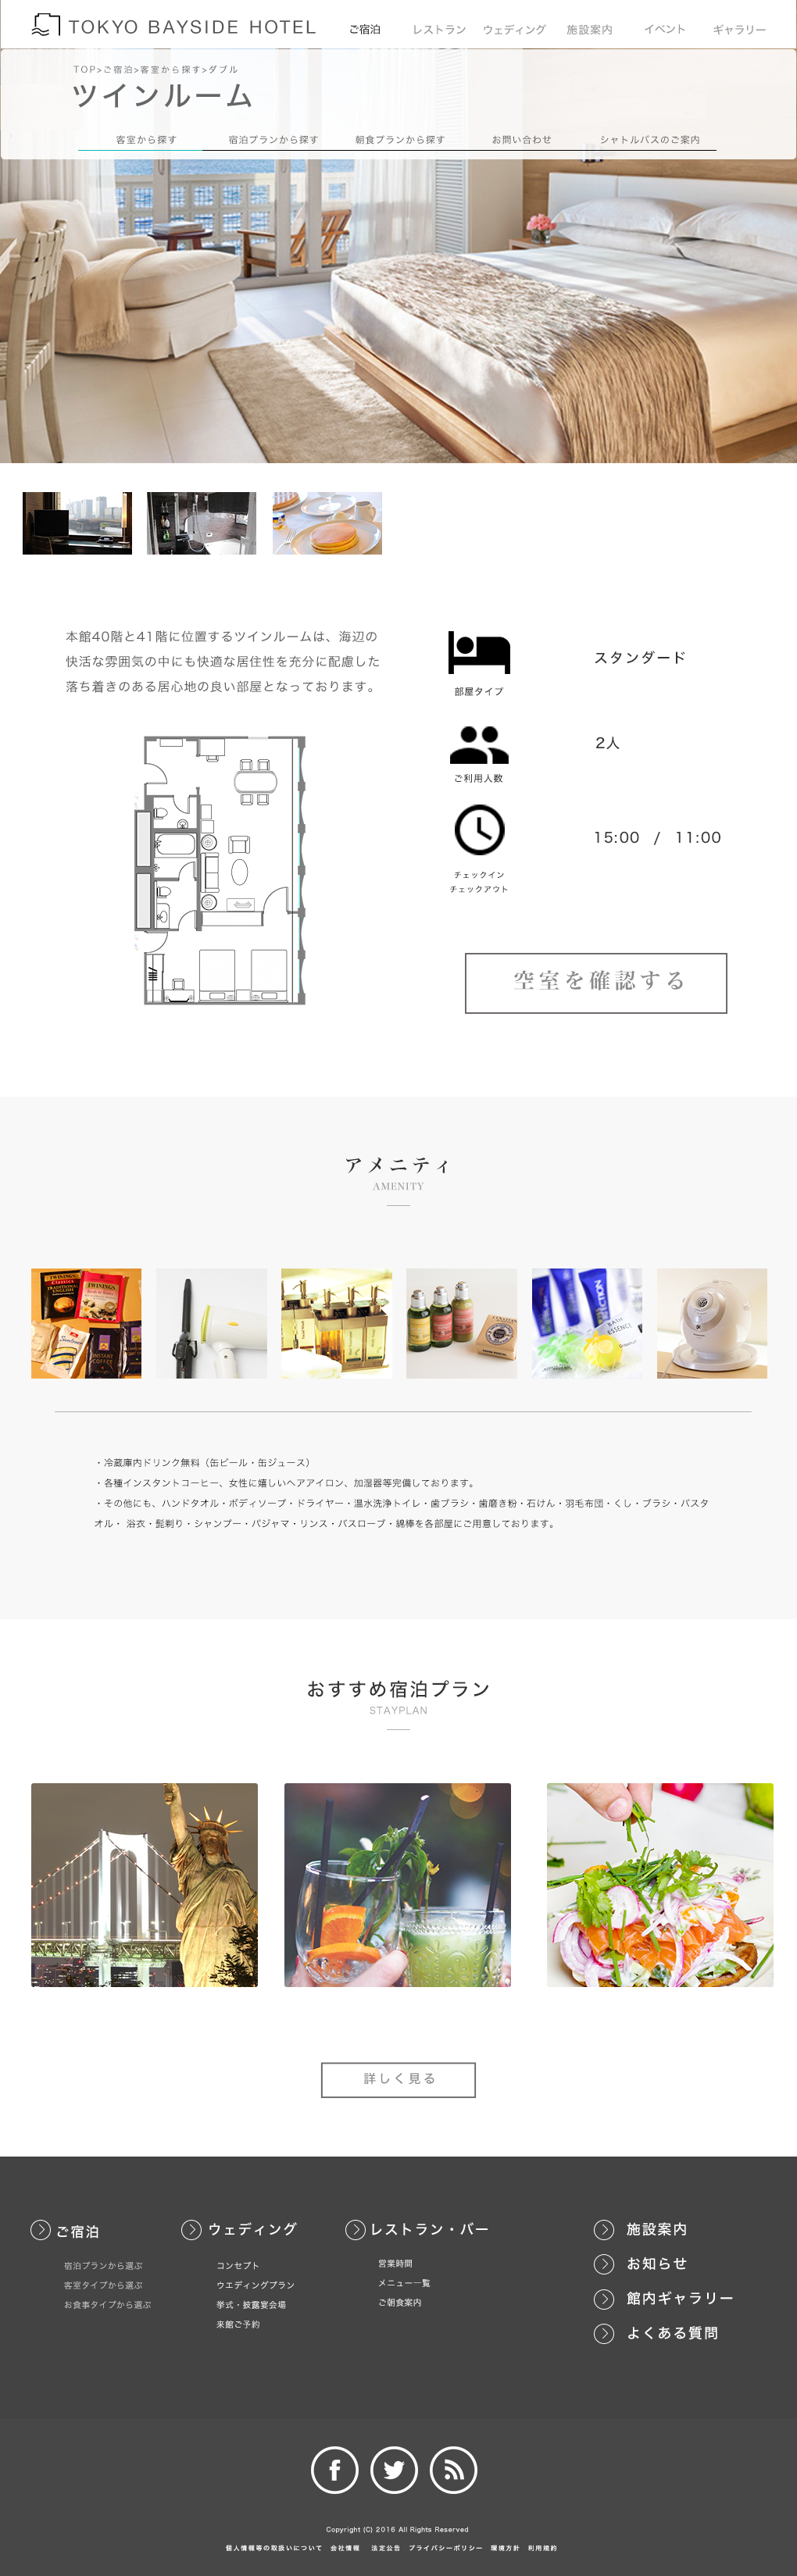 TOKYO BAYSIDE HOTEL ご宿泊 レストラン ウェディング 施設案内 イベント ギャラリー
TOP>ご宿泊>客室から探す>ダブル
ツインルーム
客室から探す 宿泊プランから探す 朝食プランから探す お問い合わせ シャトルバスのご案内
本館40階と41階に位置するツインルームは、海辺の
快活な雰囲気の中にも快適な居住性を充分に配慮した
落ち着きのある居心地の良い部屋となっております。
スタンダード
部屋タイプ
2人
ご利用人数
15:00 / 11:00
チェックイン
チェックアウト
空室を確認する
アメニティ
AMENITY
・冷蔵庫内ドリンク無料（缶ビール・缶ジュース）
・各種インスタントコーヒー、女性に嬉しいヘアアイロン、加湿器等完備しております。
・その他にも、ハンドタオル・ボディソープ・ドライヤー・温水洗浄トイレ・歯ブラシ・歯磨き粉・石けん・羽毛布団・くし・ブラシ・バスタ
オル・ 浴衣・髭剃り・シャンプー・パジャマ・リンス・バスローブ・綿棒を各部屋にご用意しております。
おすすめ宿泊プラン
STAYPLAN
詳しく見る
ご宿泊
宿泊プランから選ぶ
客室タイプから選ぶ
お食事タイプから選ぶ
ウェディング
コンセプト
ウエディングプラン
挙式・披露宴会場
来館ご予約
レストラン・バー
営業時間
メニュー一覧
ご朝食案内
施設案内
お知らせ
館内ギャラリー
よくある質問
Copyright (C) 2016 All Rights Reserved
個人情報等の取扱いについて 会社情報 法定公告 プライバシーポリシー 環境方針 利用規約